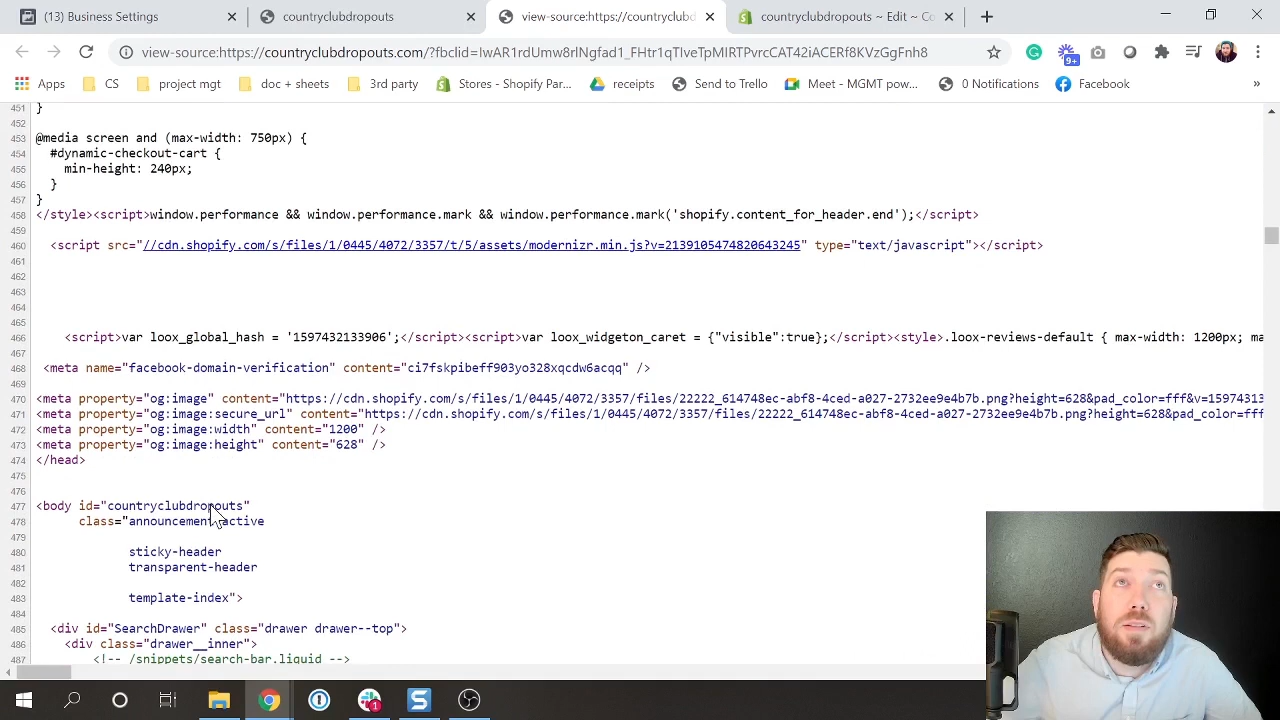 (13) Business Settings
countryclubdropouts
view-source:https://countryclubd
countryclubdropouts ~ Edit ~ Co
view-source:https://countryclubdropouts.com/?fbclid=IwAR1rdUmw8rlNgfad1_FHtr1qTIveTpMIRTPvrcCAT42iACERf8KVzGgFnh8
9+
Apps
CS
project mgt
doc + sheets
3rd party
Stores - Shopify Par...
receipts
Send to Trello
Meet - MGMT pow...
0 Notifications
Facebook
»
451 }
452
453 @media screen and (max-width: 750px) {
454 #dynamic-checkout-cart {
455 min-height: 240px;
456 }
457 }
458 </style><script>window.performance && window.performance.mark && window.performance.mark('shopify.content_for_header.end');</script>
459
460 <script src="//cdn.shopify.com/s/files/1/0445/4072/3357/t/5/assets/modernizr.min.js?v=2139105474820643245" type="text/javascript"></script>
461
462
463
464
465
466 <script>var loox_global_hash = '1597432133906';</script><script>var loox_widgeton_caret = {"visible":true};</script><style>.loox-reviews-default { max-width: 1200px; ma
467
468 <meta name="facebook-domain-verification" content="ci7fskpibeff903yo328xqcdw6acqq" />
469
470 <meta property="og:image" content="https://cdn.shopify.com/s/files/1/0445/4072/3357/files/22222_614748ec-abf8-4ced-a027-2732ee9e4b7b.png?height=628&pad_color=fff&v=1597431
471 <meta property="og:image:secure_url" content="https://cdn.shopify.com/s/files/1/0445/4072/3357/files/22222_614748ec-abf8-4ced-a027-2732ee9e4b7b.png?height=628&pad_color=fff
472 <meta property="og:image:width" content="1200" />
473 <meta property="og:image:height" content="628" />
474 </head>
475
476
477 <body id="countryclubdropouts"
478 class="announcement-active
479
480 sticky-header
481 transparent-header
482
483 template-index">
484
485 <div id="SearchDrawer" class="drawer drawer--top">
486 <div class="drawer__inner">
487 <!-- /snippets/search-bar.liquid -->
1